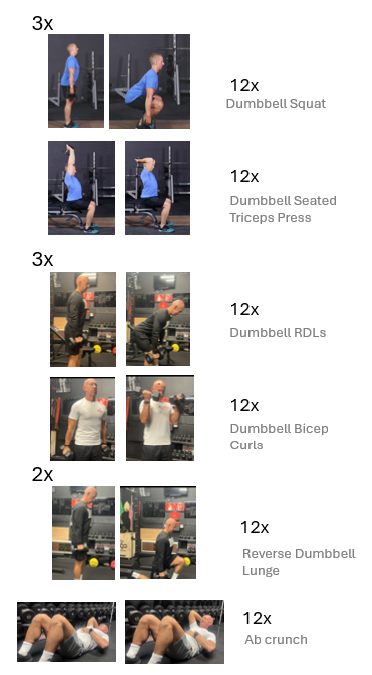 3x
12x
Dumbbell Squat
12x
Dumbbell Seated
Triceps Press
3x
12x
Dumbbell RDLs
12x
Dumbbell Bicep
Curls
2x
12x
Reverse Dumbbell
Lunge
12x
Ab crunch